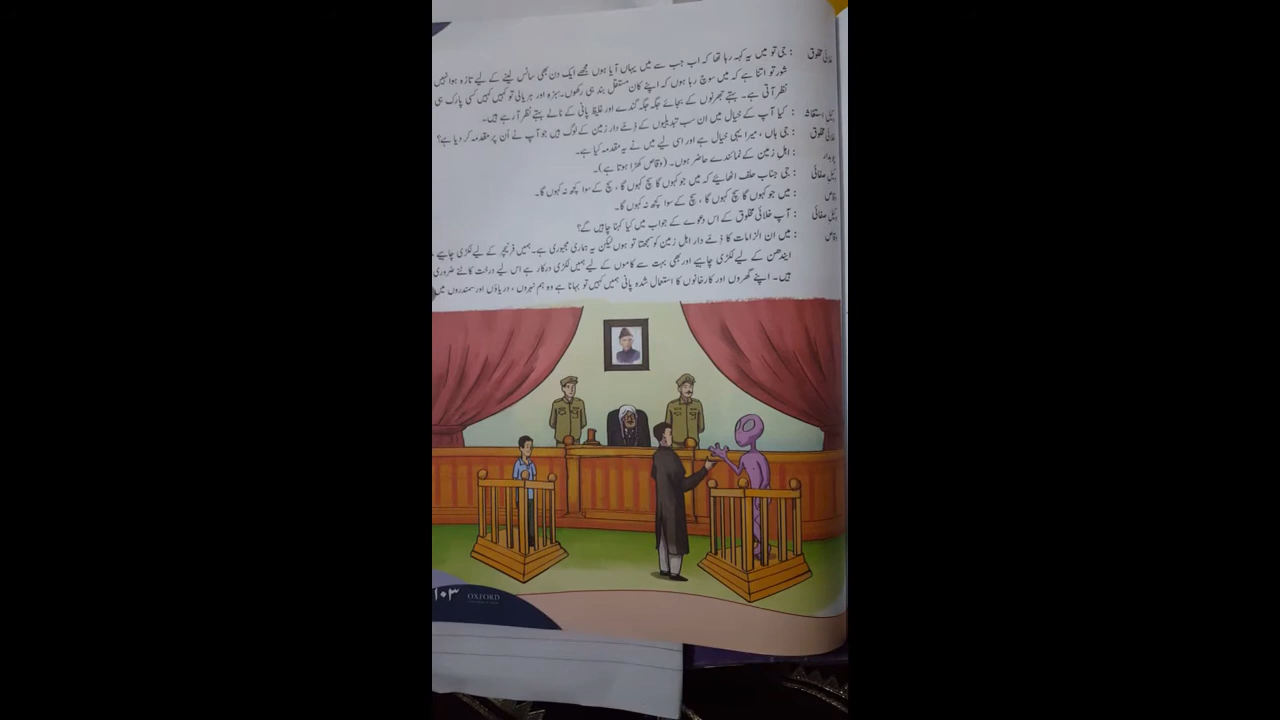 خلائی مخلوق : جی تو میں یہ کہہ رہا تھا کہ اب جب سے میں یہاں آیا ہوں مجھے ایک دن بھی سانس لینے کے لیے تازہ ہوا نہیں
شور تو اتنا ہے کہ میں سوچ رہا ہوں کہ اپنے کان مستقل بند ہی رکھوں۔ سبزہ اور ہریالی تو کہیں کہیں کسی پارک ہی
نظر آتی ہے۔ بہتے جھرنوں کے بجائے جگہ جگہ گندے اور غلیظ پانی کے نالے بہتے نظر آ رہے ہیں۔
وکیل استغاثہ : کیا آپ کے خیال میں ان سب تبدیلیوں کے ذمّے دار زمین کے لوگ ہیں جو آپ نے اُن پر مقدمہ کر دیا ہے؟
خلائی مخلوق : جی ہاں ، میرا یہی خیال ہے اور اسی لیے میں نے یہ مقدمہ کیا ہے۔
چوبدار : اہلِ زمین کے نمائندے حاضر ہوں۔ (وقاص کھڑا ہوتا ہے)۔
وکیل صفائی : جی جناب حلف اٹھایئے کہ میں جو کہوں گا سچ کہوں گا ، سچ کے سوا کچھ نہ کہوں گا۔
وقاص : میں جو کہوں گا سچ کہوں گا ، سچ کے سوا کچھ نہ کہوں گا۔
وکیل صفائی : آپ خلائی مخلوق کے اس دعوے کے جواب میں کیا کہنا چاہیں گے؟
وقاص : میں ان الزامات کا ذمّے دار اہلِ زمین کو سمجھتا تو ہوں لیکن یہ ہماری مجبوری ہے۔ ہمیں فرنیچر کے لیے لکڑی چاہیے ،
ایندھن کے لیے لکڑی چاہیے اور بھی بہت سے کاموں کے لیے ہمیں لکڑی درکار ہے اس لیے درخت کاٹنے ضروری
ہیں۔ اپنے گھروں اور کارخانوں کا استعمال شدہ پانی ہمیں کہیں تو بہانا ہے وہ ہم نہروں ، دریاؤں اور سمندروں میں
۱۰۳
OXFORD
UNIVERSITY PRESS